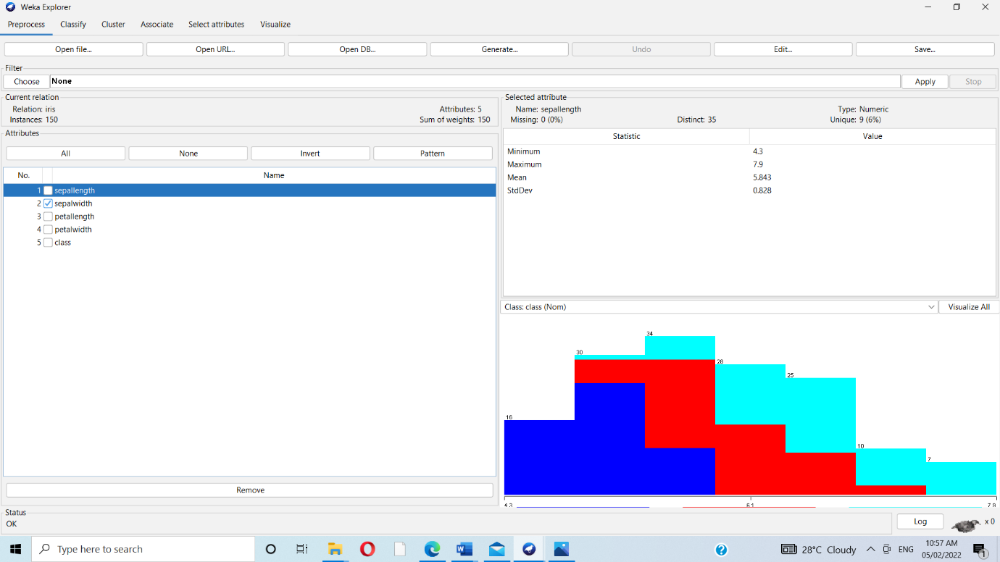 Weka Explorer
Preprocess Classify Cluster Associate Select attributes Visualize
Open file... Open URL... Open DB... Generate... Undo Edit... Save...
Filter
Choose None Apply Stop
Current relation
Relation: iris Attributes: 5
Instances: 150 Sum of weights: 150
Attributes
All None Invert Pattern
No. Name
1 sepallength
2 sepalwidth
3 petallength
4 petalwidth
5 class
Remove
Selected attribute
Name: sepallength Type: Numeric
Missing: 0 (0%) Distinct: 35 Unique: 9 (6%)
Statistic Value
Minimum 4.3
Maximum 7.9
Mean 5.843
StdDev 0.828
Class: class (Nom) Visualize All
34
30
28
25
16
10
7
4.3 6.1 7.9
Status
OK
Log x 0
Type here to search
28°C Cloudy
ENG
10:57 AM
05/02/2022
1